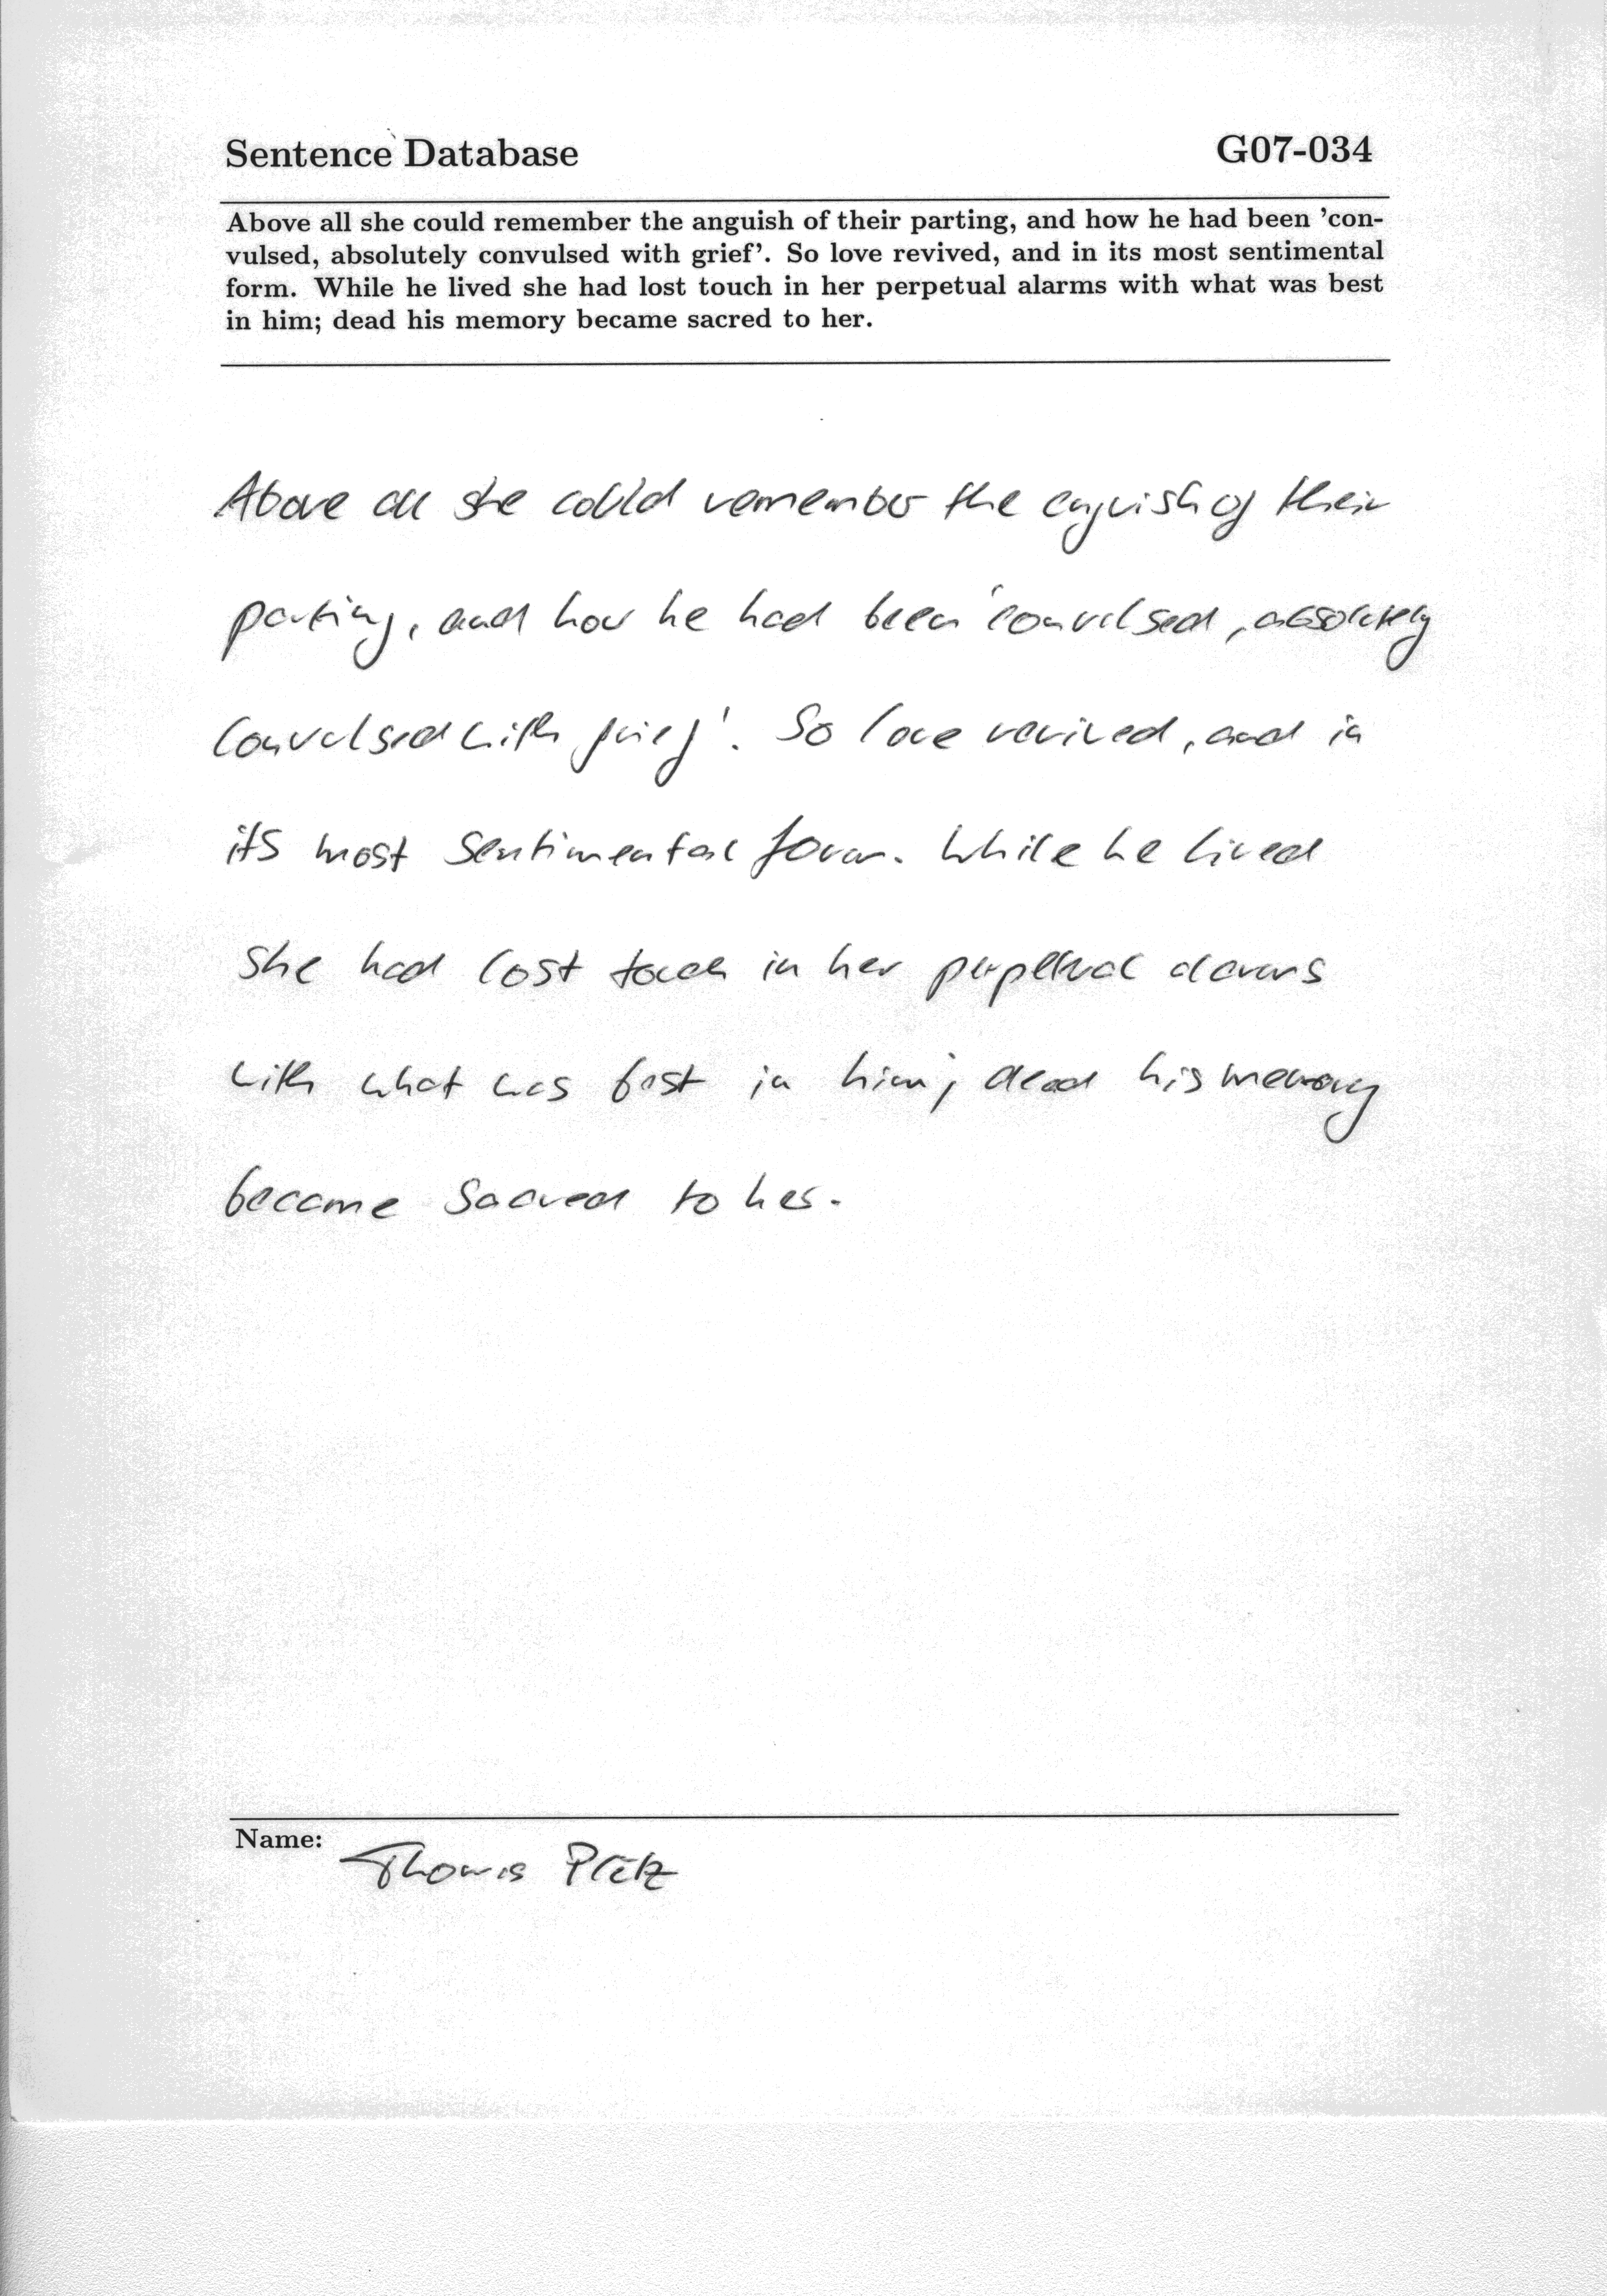 Sentence Database G07-034
Above all she could remember the anguish of their parting, and how he had been 'con-
vulsed, absolutely convulsed with grief'. So love revived, and in its most sentimental
form. While he lived she had lost touch in her perpetual alarms with what was best
in him; dead his memory became sacred to her.
Above all she could remember the anguish of their
parting, and how he had been 'convulsed, absolutely
convulsed with grief'. So love revived, and in
its most sentimental form. While he lived
she had lost touch in her perpetual alarms
with what was best in him; dead his memory
became sacred to her.
Name:
Thomas Plötz